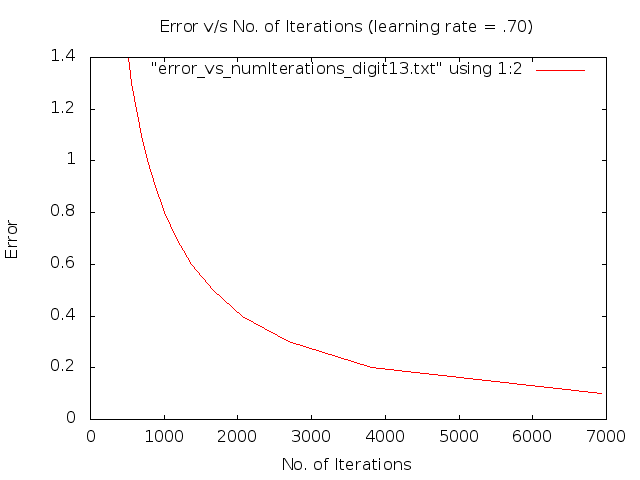 Error v/s No. of Iterations (learning rate = .70)
"error_vs_numIterations_digit13.txt" using 1:2
1.4
1.2
1
0.8
0.6
0.4
0.2
0
Error
0 1000 2000 3000 4000 5000 6000 7000
No. of Iterations